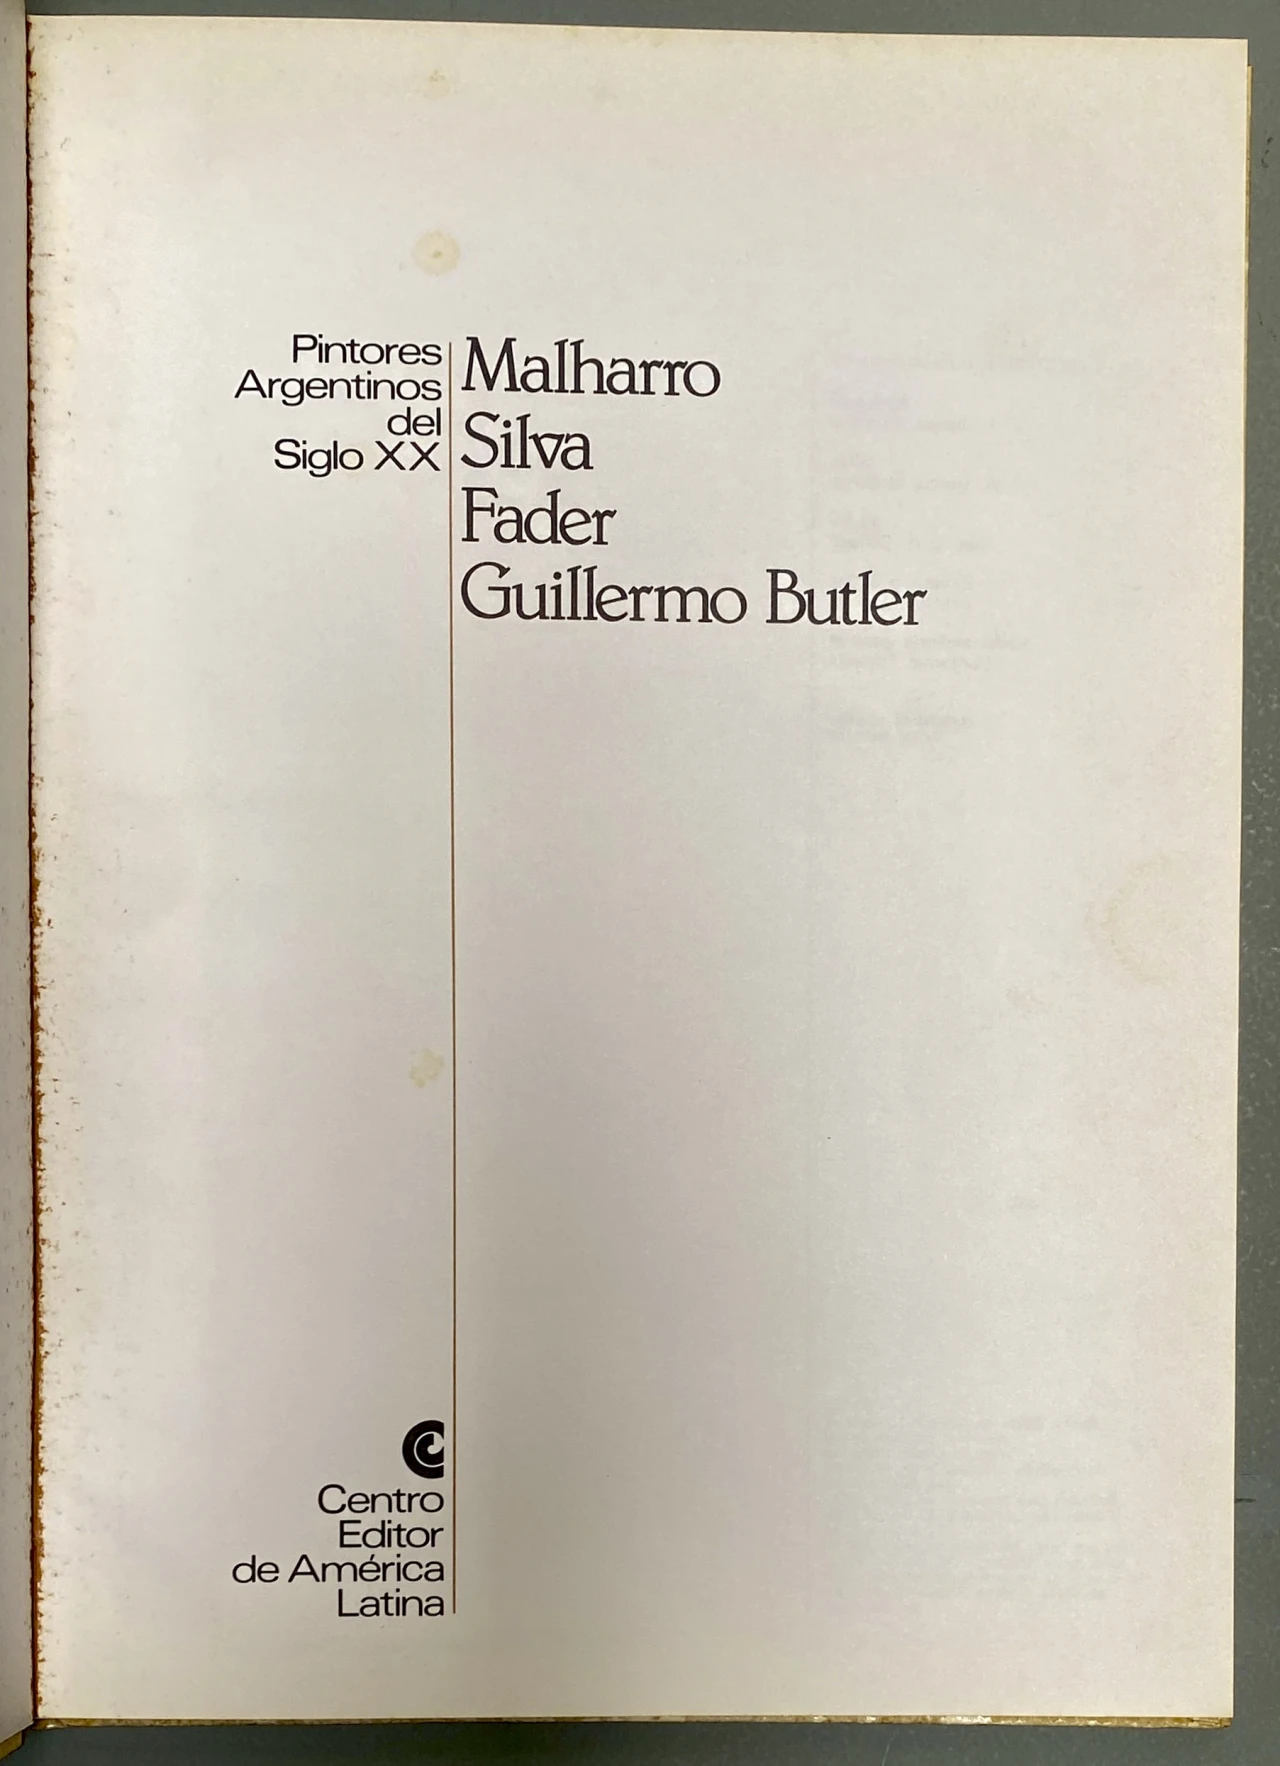 Pintores
Argentinos
del
Siglo XX
Malharro
Silva
Fader
Guillermo Butler
Centro
Editor
de América
Latina